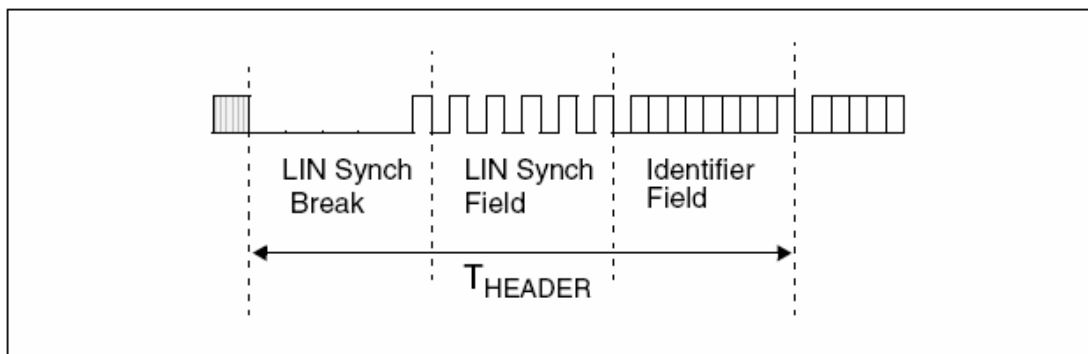 LIN Synch
Break
LIN Synch
Field
Identifier
Field
THEADER